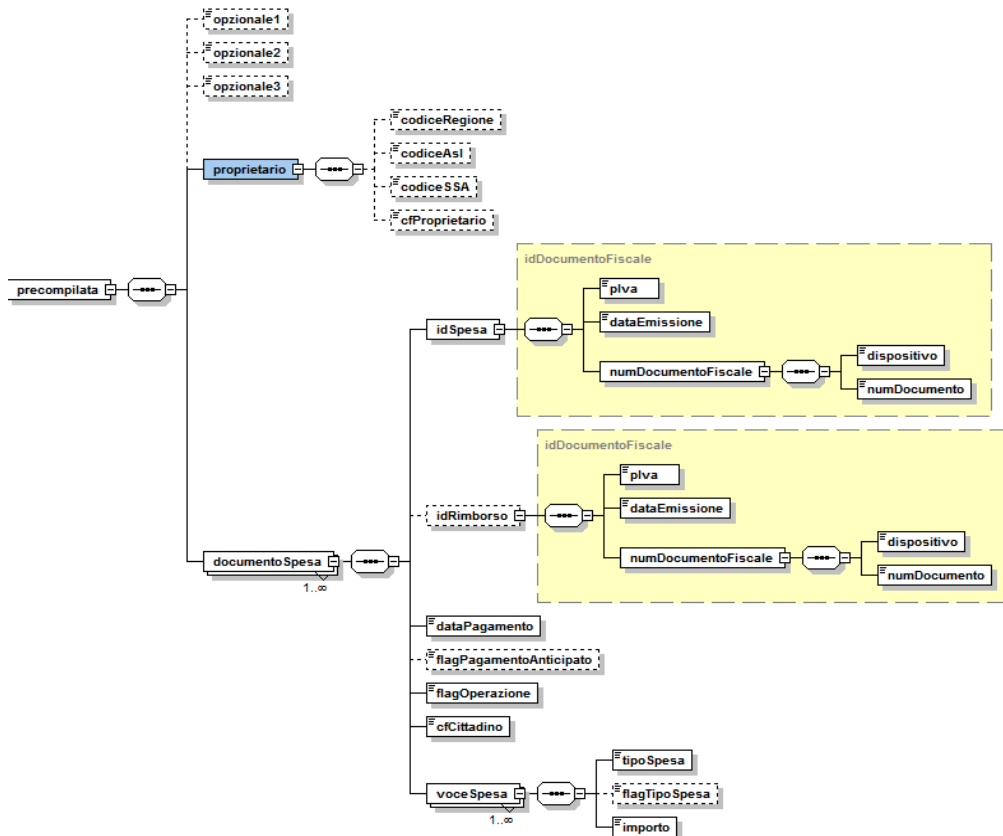 opzionale1
opzionale2
opzionale3
proprietario
codiceRegione
codiceAsl
codiceSSA
cfProprietario
precompilata
idDocumentoFiscale
idSpesa
pIva
dataEmissione
numDocumentoFiscale
dispositivo
numDocumento
idDocumentoFiscale
idRimborso
pIva
dataEmissione
numDocumentoFiscale
dispositivo
numDocumento
documentoSpesa
1..∞
dataPagamento
flagPagamentoAnticipato
flagOperazione
cfCittadino
voceSpesa
1..∞
tipoSpesa
flagTipoSpesa
importo